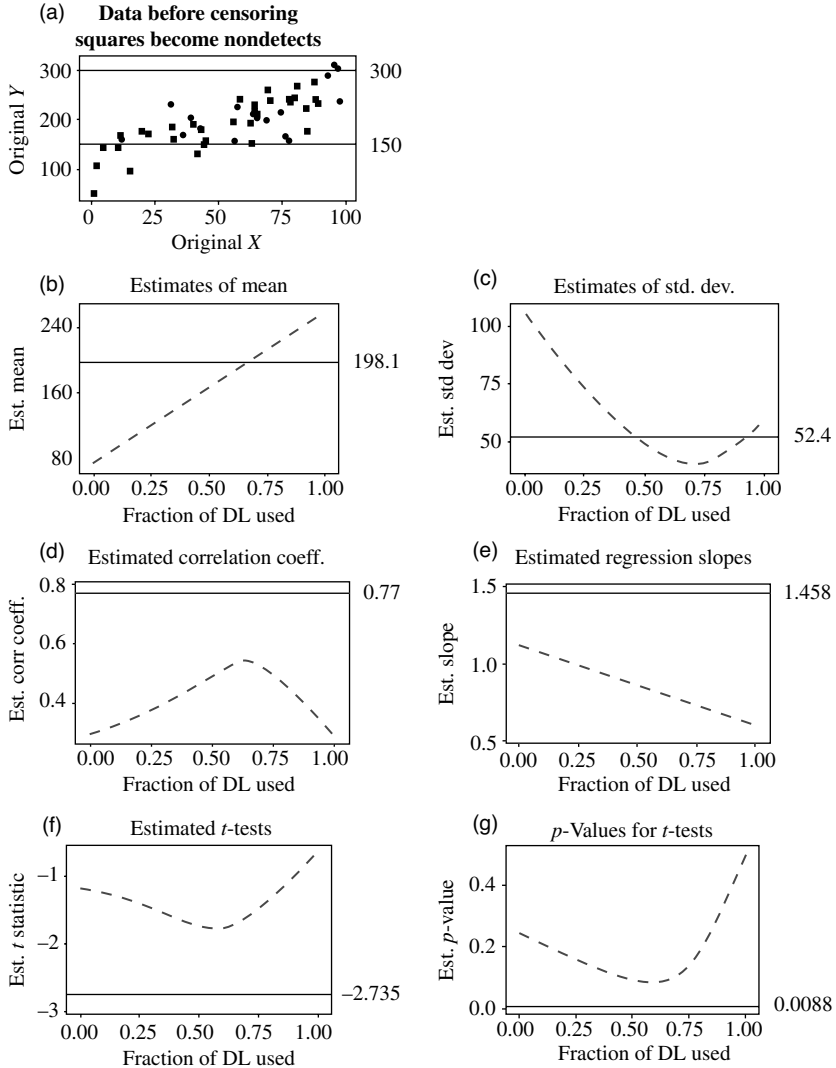 (a)
Data before censoring
squares become nondetects
Original Y
300
200
100
300
150
0 25 50 75 100
Original X
(b)
Estimates of mean
Est. mean
240
160
80
198.1
0.00 0.25 0.50 0.75 1.00
Fraction of DL used
(c)
Estimates of std. dev.
Est. std dev
100
75
50
52.4
0.00 0.25 0.50 0.75 1.00
Fraction of DL used
(d)
Estimated correlation coeff.
Est. corr coeff.
0.8
0.6
0.4
0.77
0.00 0.25 0.50 0.75 1.00
Fraction of DL used
(e)
Estimated regression slopes
Est. slope
1.5
1.0
0.5
1.458
0.00 0.25 0.50 0.75 1.00
Fraction of DL used
(f)
Estimated t-tests
Est. t statistic
−1
−2
−3
−2.735
0.00 0.25 0.50 0.75 1.00
Fraction of DL used
(g)
p-Values for t-tests
Est. p-value
0.4
0.2
0.0
0.0088
0.00 0.25 0.50 0.75 1.00
Fraction of DL used